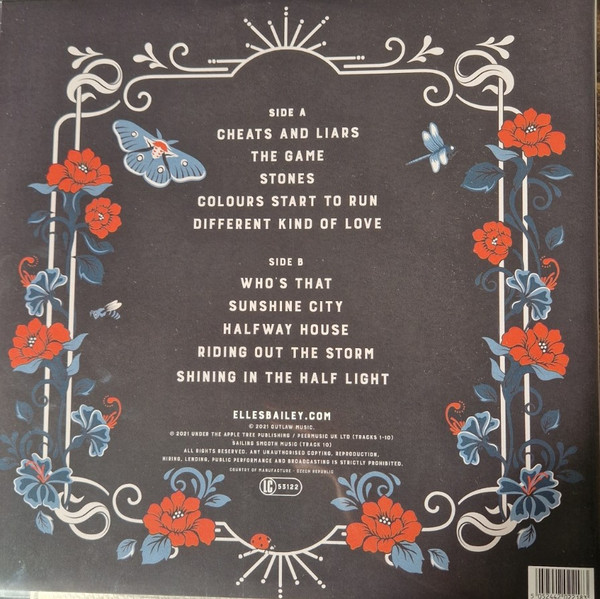 SIDE A
CHEATS AND LIARS
THE GAME
STONES
COLOURS START TO RUN
DIFFERENT KIND OF LOVE
SIDE B
WHO'S THAT
SUNSHINE CITY
HALFWAY HOUSE
RIDING OUT THE STORM
SHINING IN THE HALF LIGHT
ELLESBAILEY.COM
© 2021 OUTLAW MUSIC.
© 2021 UNDER THE APPLE TREE PUBLISHING / PEERMUSIC UK LTD (TRACKS 1-10)
BAILING SMOOTH MUSIC (TRACK 10)
ALL RIGHTS RESERVED. ANY UNAUTHORISED COPYING, REPRODUCTION,
HIRING, LENDING, PUBLIC PERFORMANCE AND BROADCASTING IS STRICTLY PROHIBITED.
COUNTRY OF MANUFACTURE - CZECH REPUBLIC
LC 55122